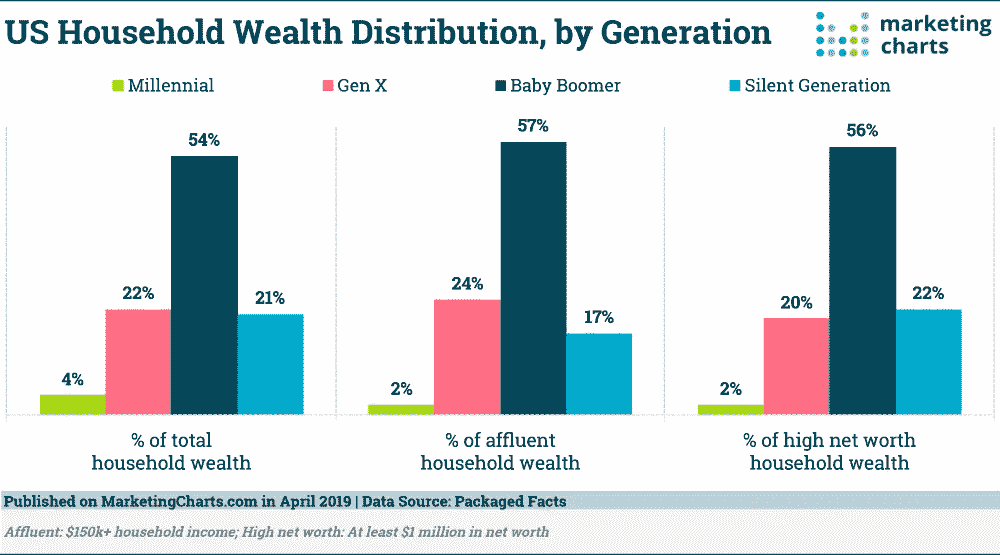 US Household Wealth Distribution, by Generation
marketing
charts
Millennial
Gen X
Baby Boomer
Silent Generation
4%
22%
54%
21%
2%
24%
57%
17%
2%
20%
56%
22%
% of total
household wealth
% of affluent
household wealth
% of high net worth
household wealth
Published on MarketingCharts.com in April 2019 | Data Source: Packaged Facts
Affluent: $150k+ household income; High net worth: At least $1 million in net worth